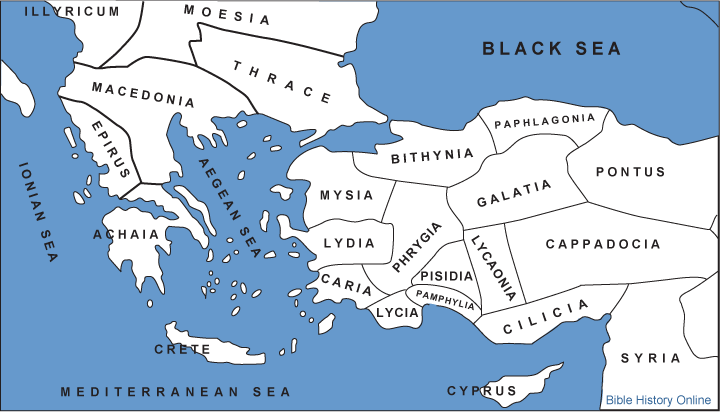 ILLYRICUM
MOESIA
BLACK SEA
THRACE
MACEDONIA
PAPHLAGONIA
EPIRUS
BITHYNIA
PONTUS
IONIAN SEA
AEGEAN SEA
MYSIA
GALATIA
ACHAIA
LYDIA
PHRYGIA
LYCAONIA
CAPPADOCIA
CARIA
PISIDIA
PAMPHYLIA
LYCIA
CILICIA
CRETE
SYRIA
MEDITERRANEAN SEA
CYPRUS
Bible History Online